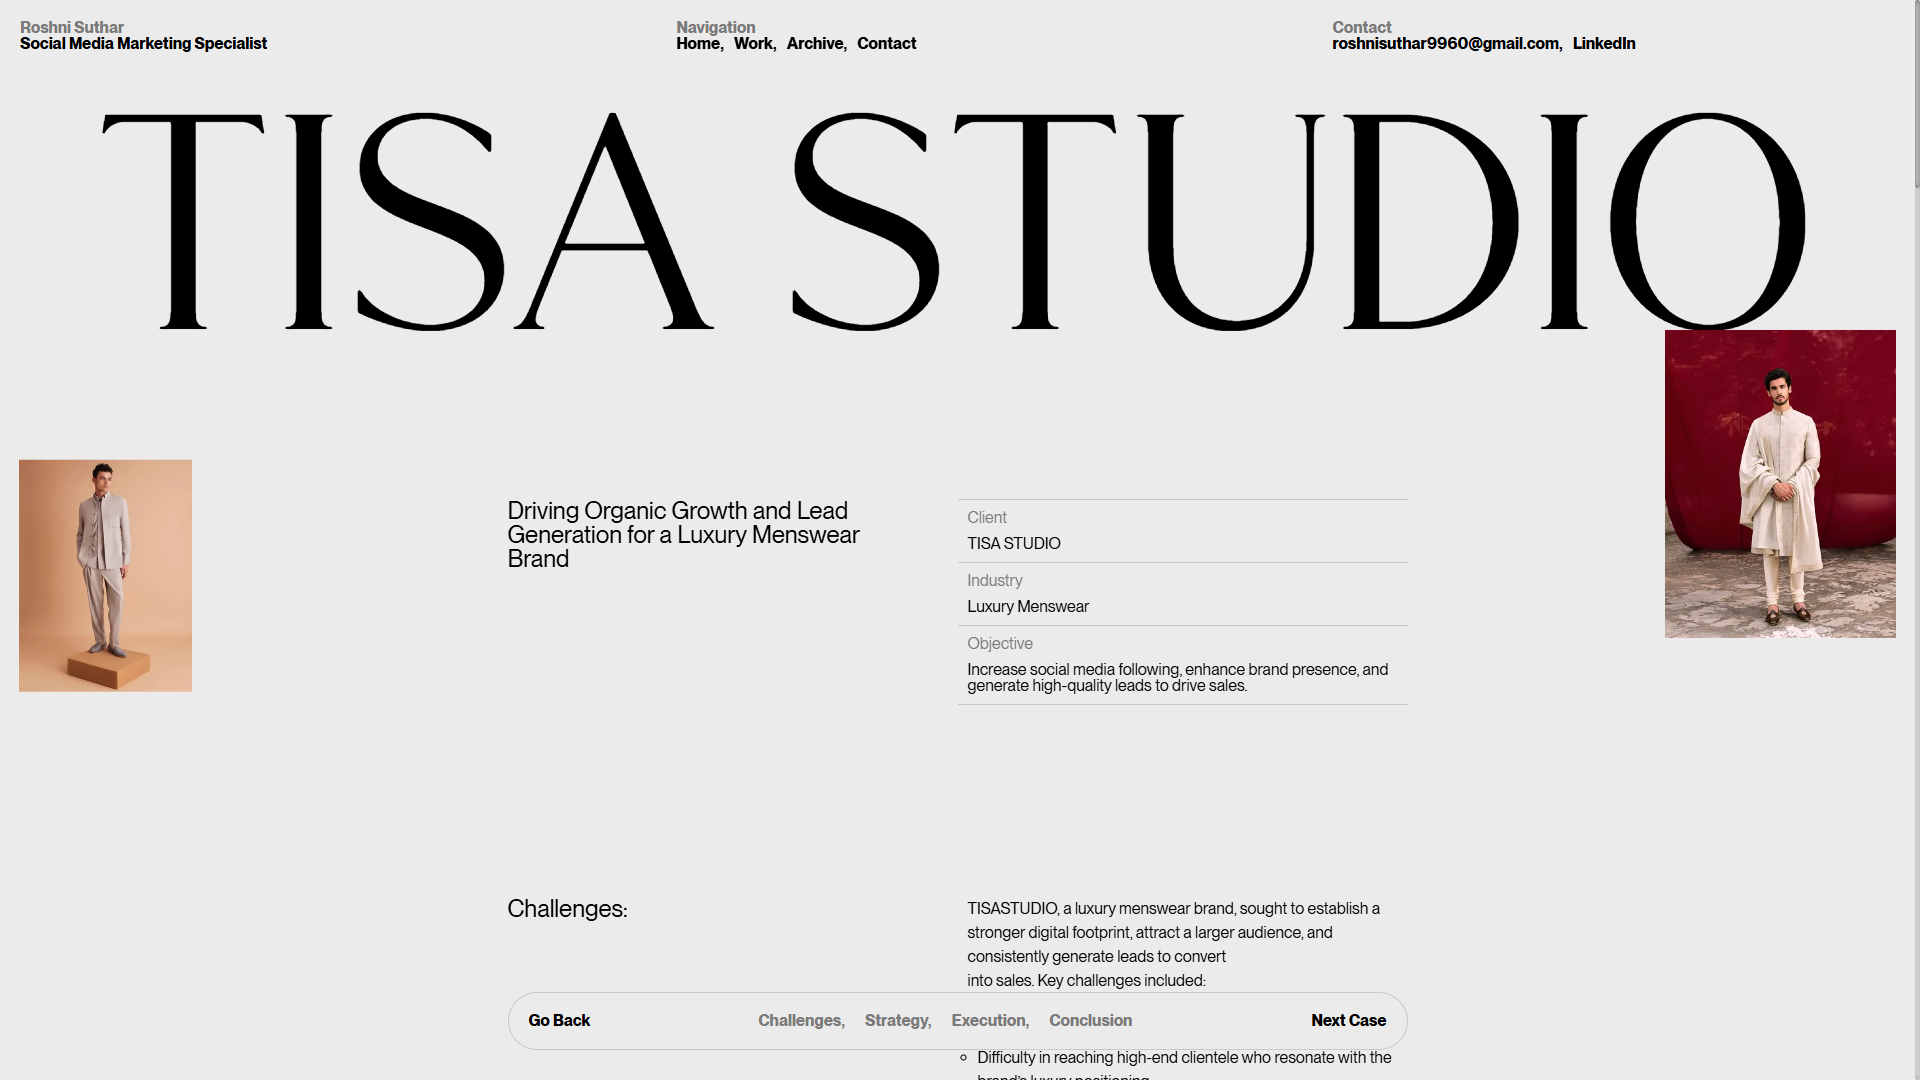 Roshni Suthar
Social Media Marketing Specialist
Navigation
Home, Work, Archive, Contact
Contact
roshnisuthar9960@gmail.com, LinkedIn
TISA STUDIO
Driving Organic Growth and Lead
Generation for a Luxury Menswear
Brand
Client
TISA STUDIO
Industry
Luxury Menswear
Objective
Increase social media following, enhance brand presence, and
generate high-quality leads to drive sales.
Challenges:
TISASTUDIO, a luxury menswear brand, sought to establish a
stronger digital footprint, attract a larger audience, and
consistently generate leads to convert
into sales. Key challenges included:
Go Back
Challenges, Strategy, Execution, Conclusion
Next Case
Difficulty in reaching high-end clientele who resonate with the
brand's luxury positioning